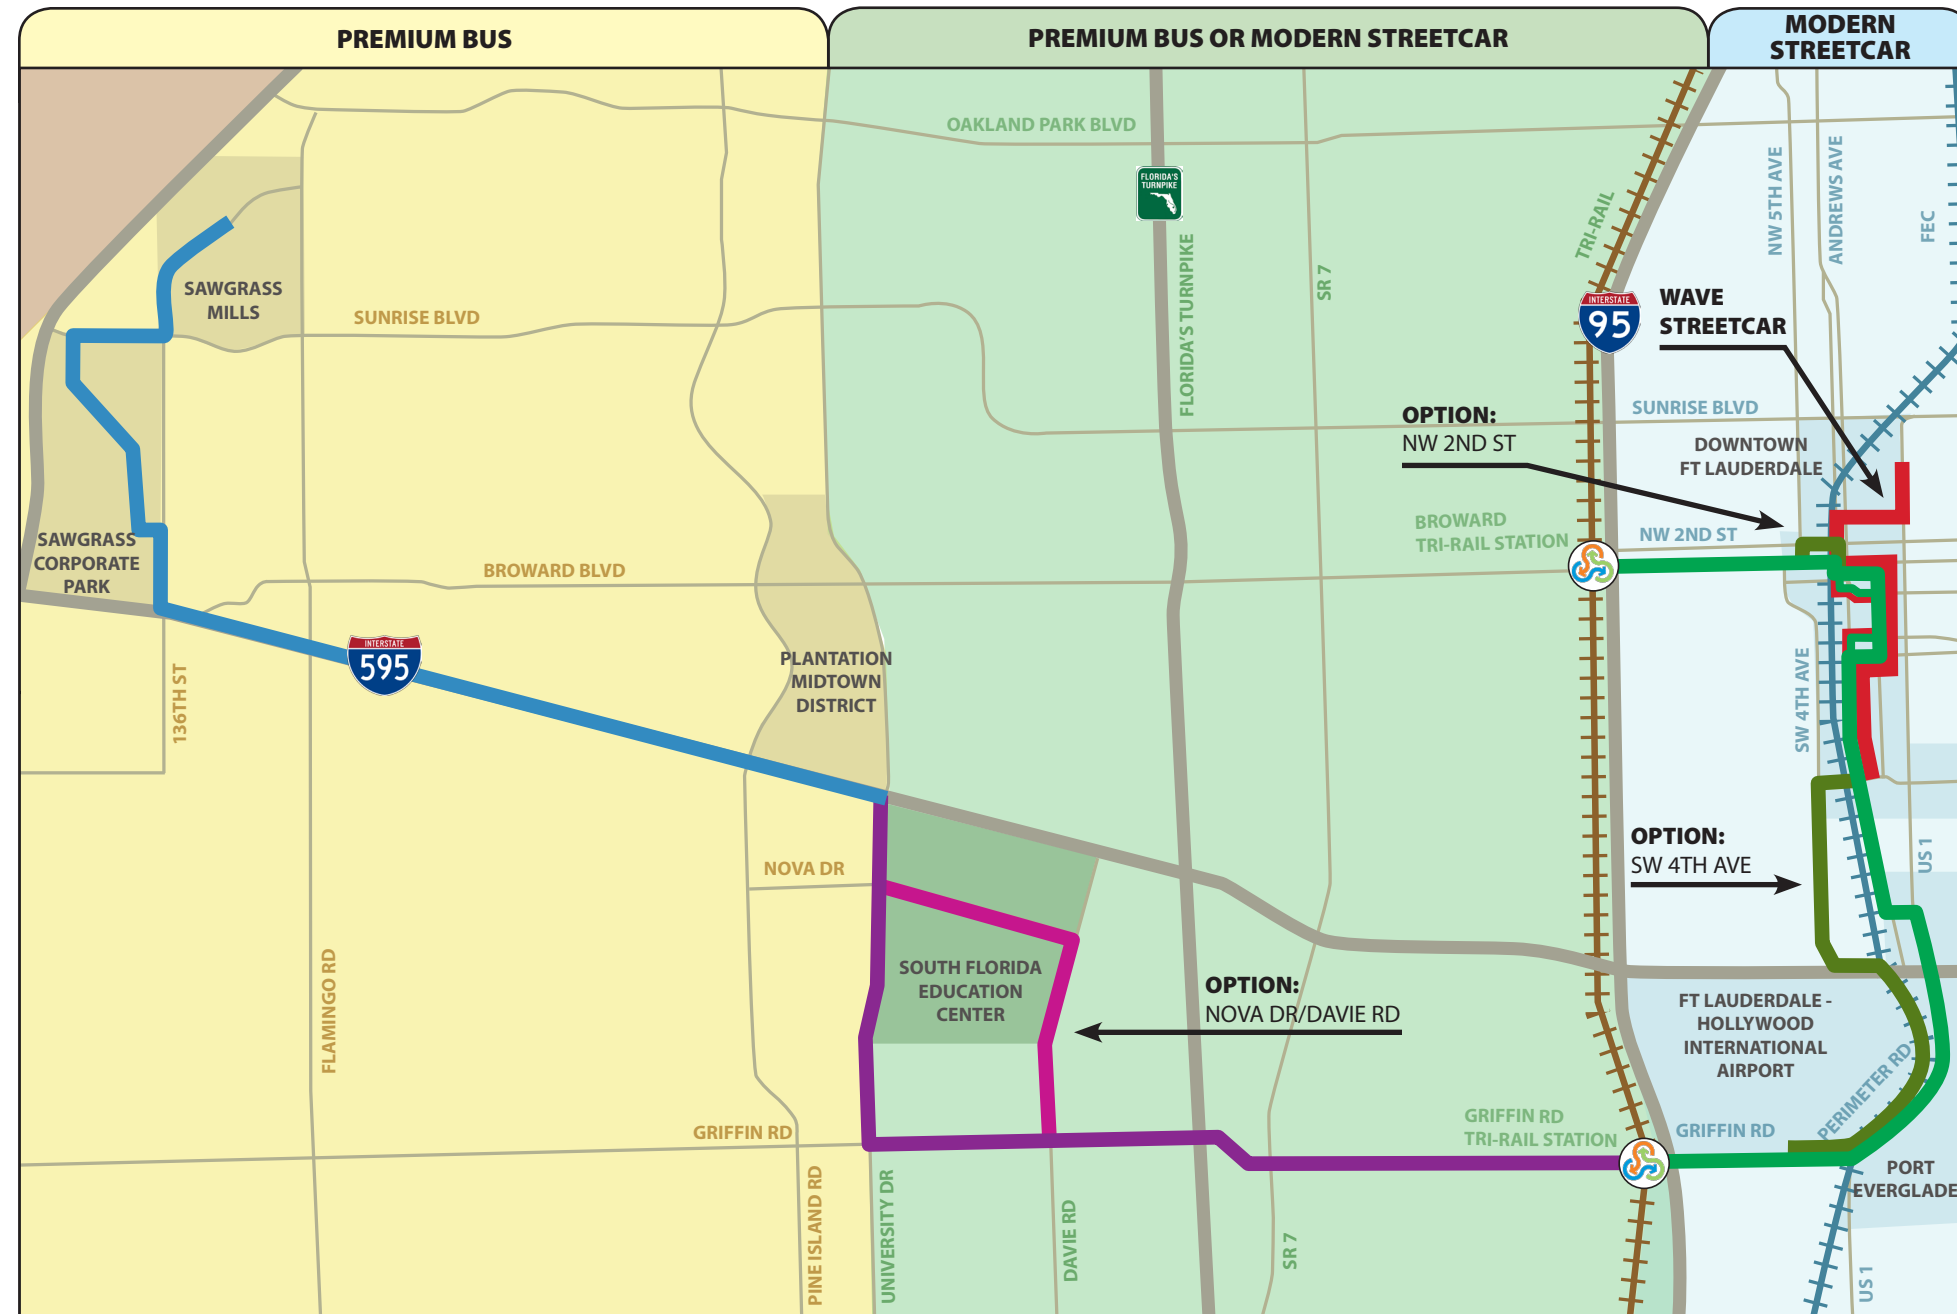 PREMIUM BUS
PREMIUM BUS OR MODERN STREETCAR
MODERN
STREETCAR
OAKLAND PARK BLVD
FLORIDA'S
TURNPIKE
FLORIDA'S TURNPIKE
SR 7
TRI-RAIL
NW 5TH AVE
ANDREWS AVE
FEC
SAWGRASS
MILLS
SUNRISE BLVD
INTERSTATE
95
WAVE
STREETCAR
SUNRISE BLVD
OPTION:
NW 2ND ST
DOWNTOWN
FT LAUDERDALE
BROWARD
TRI-RAIL STATION
NW 2ND ST
SAWGRASS
CORPORATE
PARK
BROWARD BLVD
INTERSTATE
595
136TH ST
PLANTATION
MIDTOWN
DISTRICT
SW 4TH AVE
OPTION:
SW 4TH AVE
US 1
NOVA DR
FLAMINGO RD
SOUTH FLORIDA
EDUCATION
CENTER
OPTION:
NOVA DR/DAVIE RD
FT LAUDERDALE -
HOLLYWOOD
INTERNATIONAL
AIRPORT
PERIMETER RD
GRIFFIN RD
GRIFFIN RD
TRI-RAIL STATION
GRIFFIN RD
PORT
EVERGLADE
PINE ISLAND RD
UNIVERSITY DR
DAVIE RD
SR 7
US 1